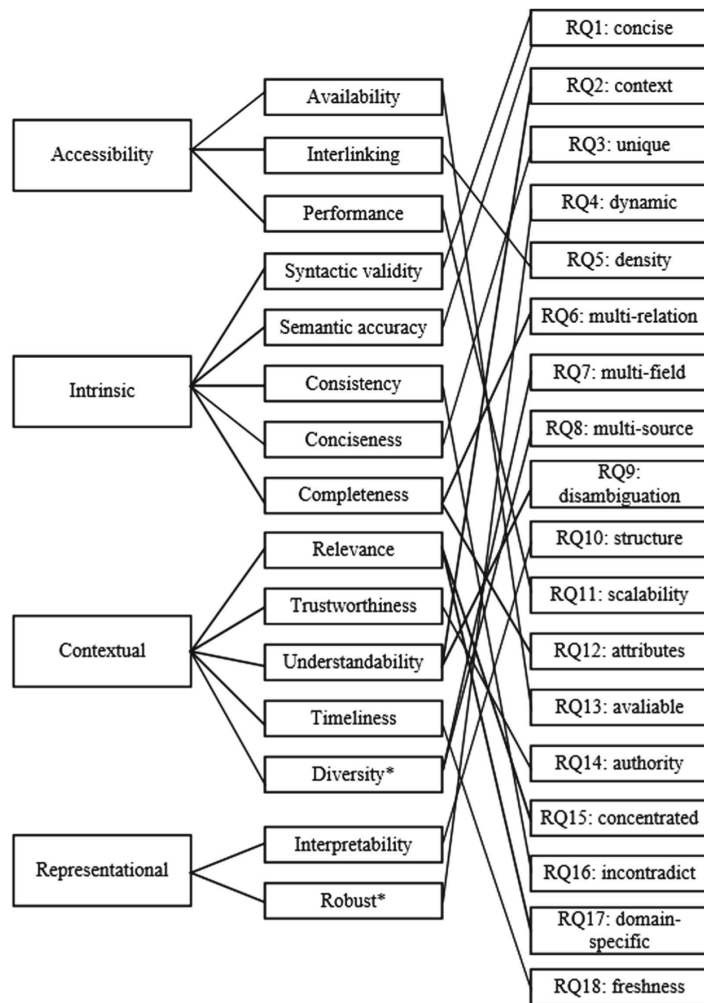 Accessibility
Intrinsic
Contextual
Representational
Availability
Interlinking
Performance
Syntactic validity
Semantic accuracy
Consistency
Conciseness
Completeness
Relevance
Trustworthiness
Understandability
Timeliness
Diversity*
Interpretability
Robust*
RQ1: concise
RQ2: context
RQ3: unique
RQ4: dynamic
RQ5: density
RQ6: multi-relation
RQ7: multi-field
RQ8: multi-source
RQ9:
disambiguation
RQ10: structure
RQ11: scalability
RQ12: attributes
RQ13: avaliable
RQ14: authority
RQ15: concentrated
RQ16: incontradict
RQ17: domain-
specific
RQ18: freshness